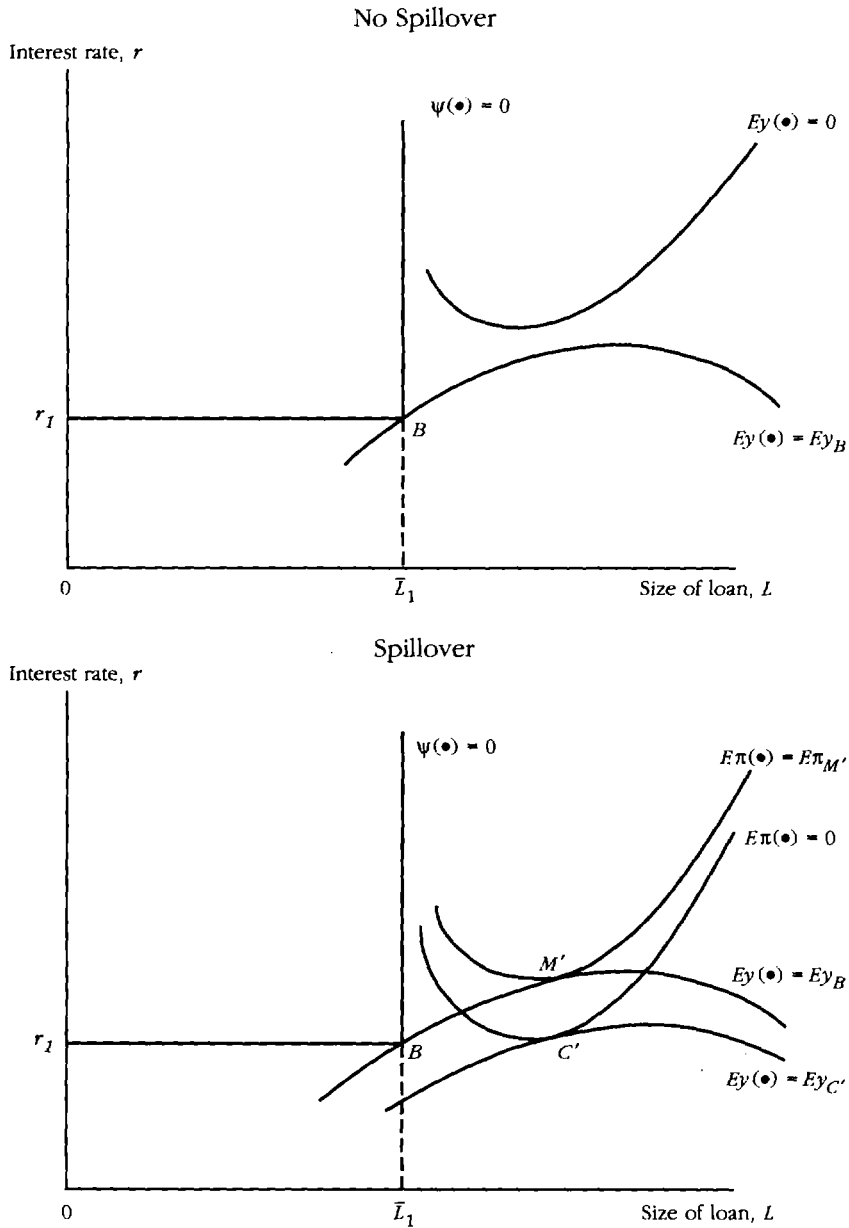 No Spillover
Interest rate, r
ψ(•) = 0
Ey(•) = 0
r1
B
Ey(•) = EyB
0
L̄1
Size of loan, L
Spillover
Interest rate, r
ψ(•) = 0
Eπ(•) = EπM′
Eπ(•) = 0
M′
Ey(•) = EyB
r1
B
C′
Ey(•) = EyC′
0
L̄1
Size of loan, L